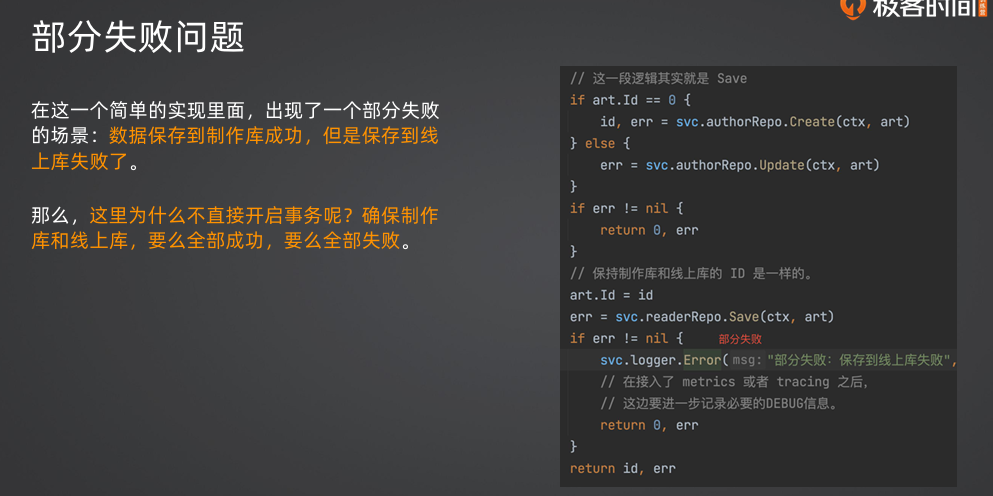 极客时间
部分失败问题
在这一个简单的实现里面，出现了一个部分失败
的场景：数据保存到制作库成功，但是保存到线
上库失败了。
那么，这里为什么不直接开启事务呢？确保制作
库和线上库，要么全部成功，要么全部失败。
// 这一段逻辑其实就是 Save
if art.Id == 0 {
id, err = svc.authorRepo.Create(ctx, art)
} else {
err = svc.authorRepo.Update(ctx, art)
}
if err != nil {
return 0, err
}
// 保持制作库和线上库的 ID 是一样的。
art.Id = id
err = svc.readerRepo.Save(ctx, art)
if err != nil { 部分失败
svc.logger.Error( msg: "部分失败：保存到线上库失败",
// 在接入了 metrics 或者 tracing 之后，
// 这边要进一步记录必要的DEBUG信息。
return 0, err
}
return id, err